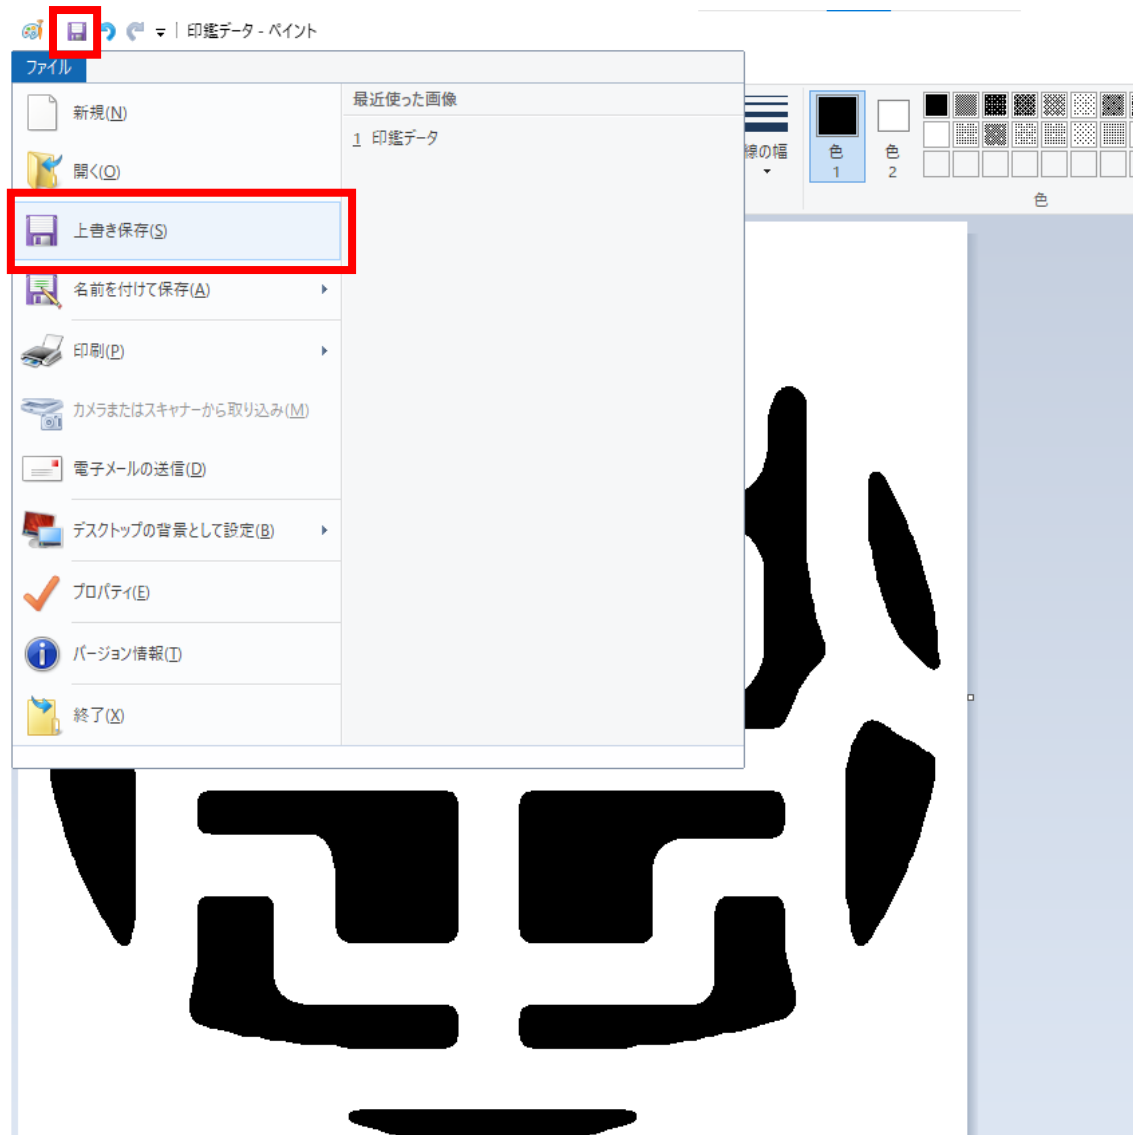 印鑑データ - ペイント
ファイル
新規(N)
開く(O)
上書き保存(S)
名前を付けて保存(A)
印刷(P)
カメラまたはスキャナーから取り込み(M)
電子メールの送信(D)
デスクトップの背景として設定(B)
プロパティ(E)
バージョン情報(T)
終了(X)
最近使った画像
1 印鑑データ
線の幅
色
1
色
2
色